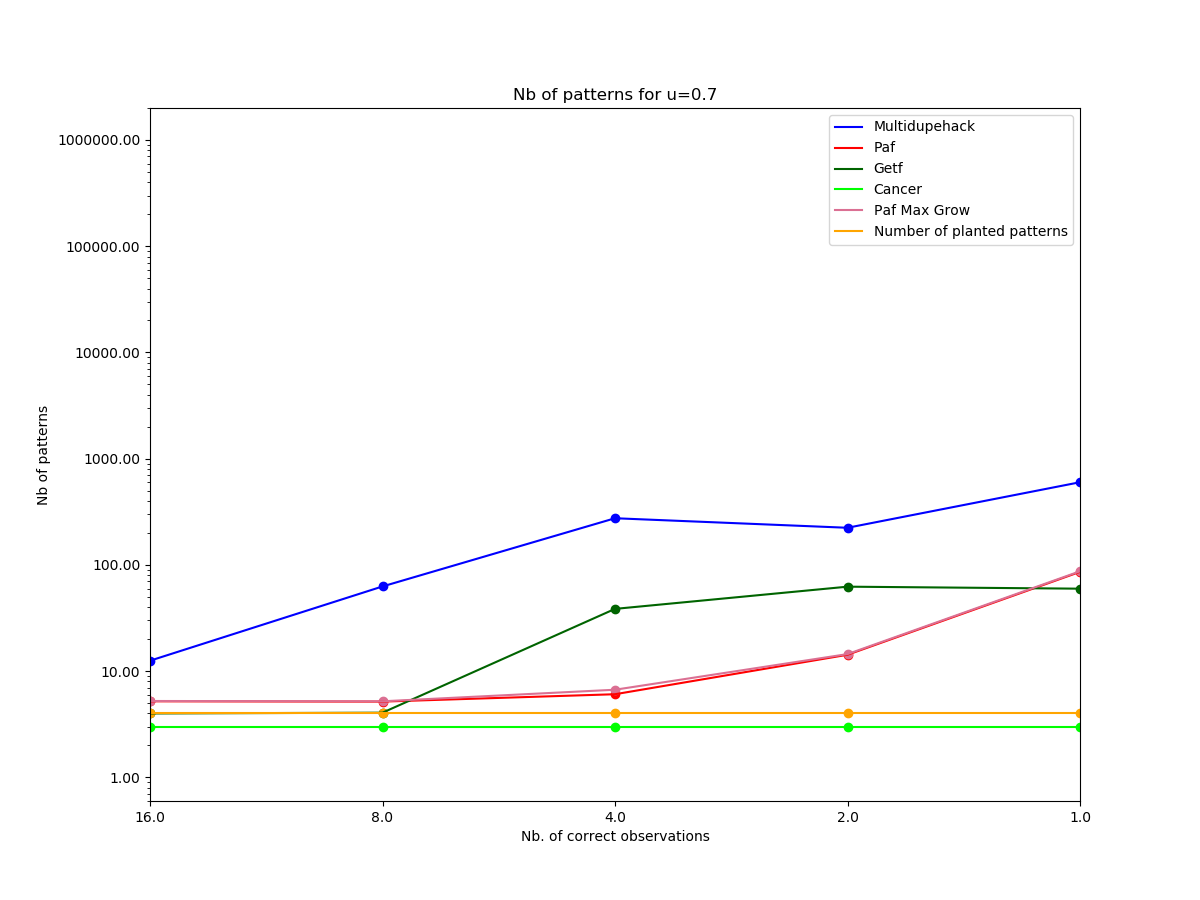 Nb of patterns for u=0.7
Multidupehack
Paf
Getf
Cancer
Paf Max Grow
Number of planted patterns
1000000.00
100000.00
10000.00
1000.00
100.00
10.00
1.00
Nb of patterns
16.0 8.0 4.0 2.0 1.0
Nb. of correct observations